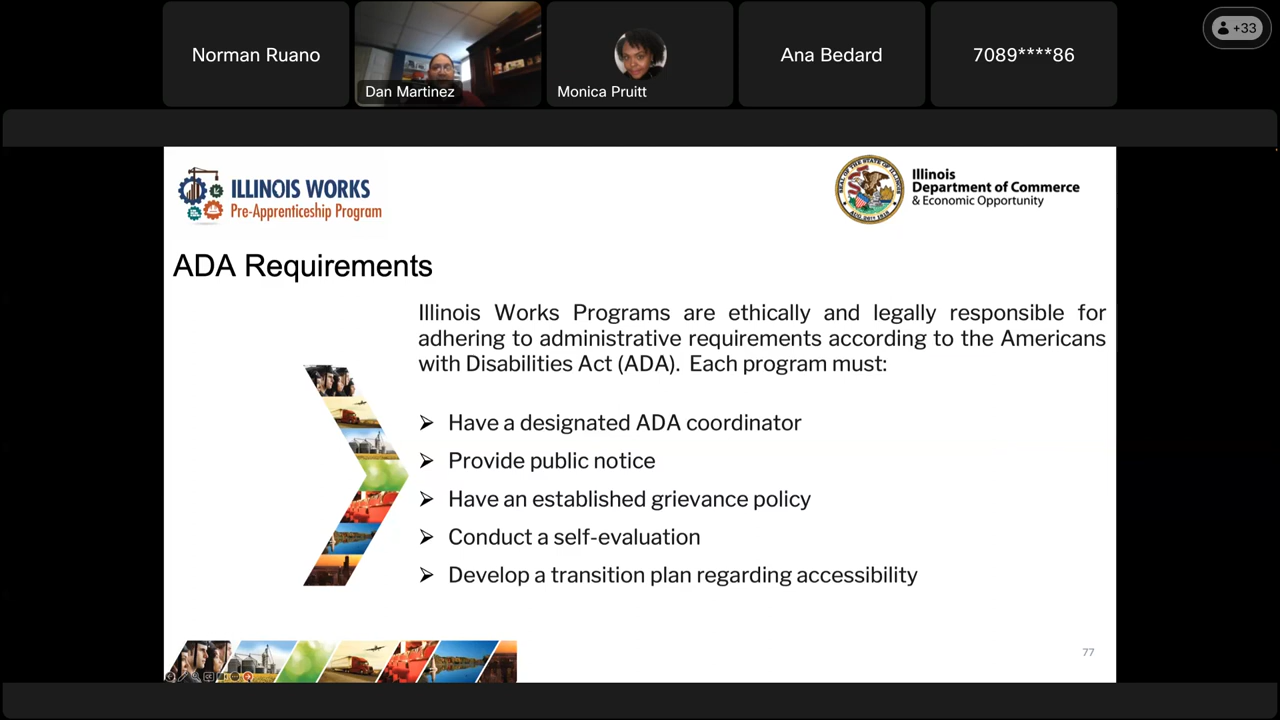 Norman Ruano
Dan Martinez
Monica Pruitt
Ana Bedard
7089****86
+33
ILLINOIS WORKS
Pre-Apprenticeship Program
Illinois
Department of Commerce
& Economic Opportunity
ADA Requirements
Illinois Works Programs are ethically and legally responsible for
adhering to administrative requirements according to the Americans
with Disabilities Act (ADA). Each program must:
➢ Have a designated ADA coordinator
➢ Provide public notice
➢ Have an established grievance policy
➢ Conduct a self-evaluation
➢ Develop a transition plan regarding accessibility
77